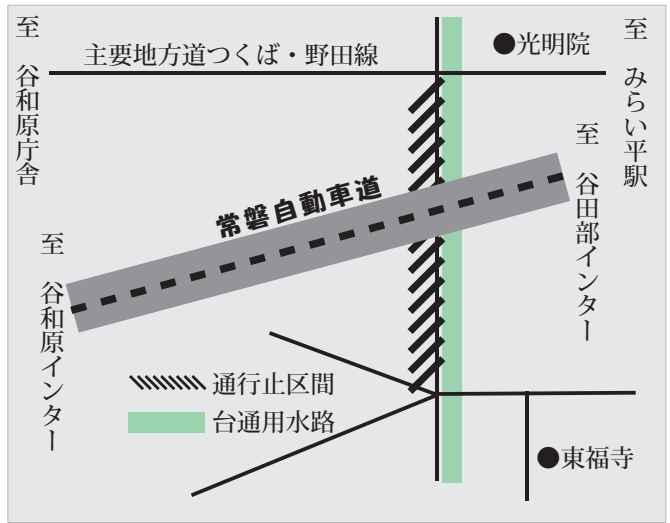 至 谷和原庁舎
主要地方道つくば・野田線
●光明院
至 みらい平駅
至 谷田部インター
常磐自動車道
至 谷和原インター
通行止区間
台通用水路
●東福寺